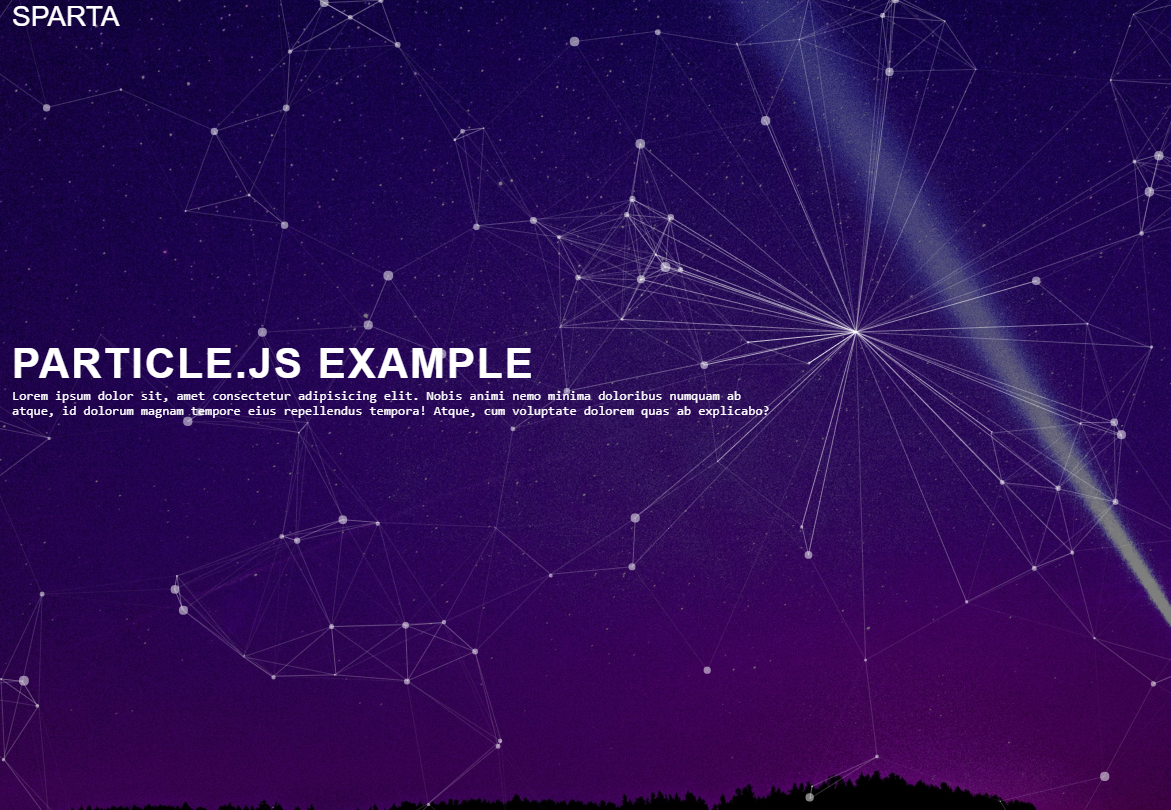 SPARTA
PARTICLE.JS EXAMPLE
Lorem ipsum dolor sit, amet consectetur adipisicing elit. Nobis animi nemo minima doloribus numquam ab
atque, id dolorum magnam tempore eius repellendus tempora! Atque, cum voluptate dolorem quas ab explicabo?